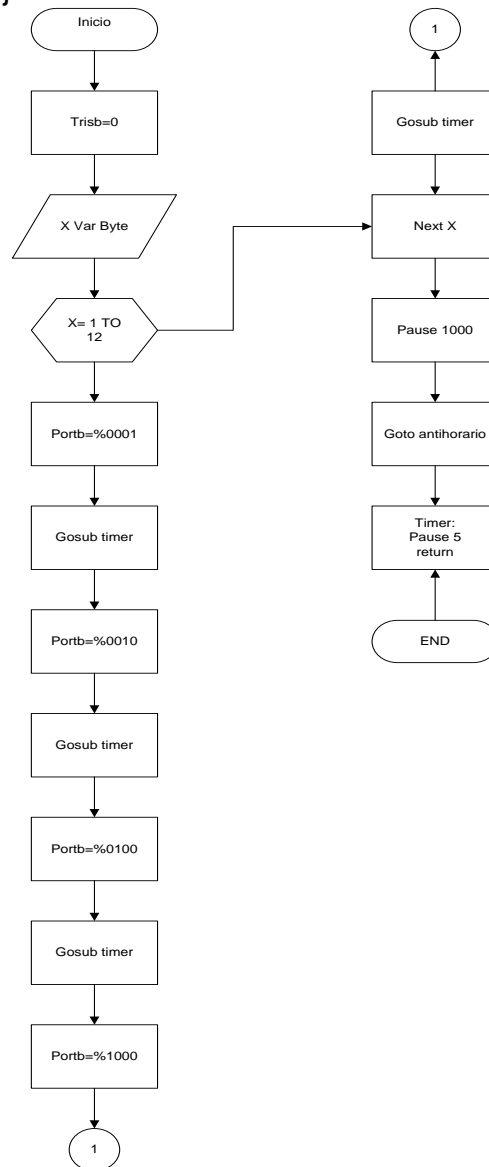 Inicio
Trisb=0
X Var Byte
X= 1 TO
12
Portb=%0001
Gosub timer
Portb=%0010
Gosub timer
Portb=%0100
Gosub timer
Portb=%1000
1
1
Gosub timer
Next X
Pause 1000
Goto antihorario
Timer:
Pause 5
return
END